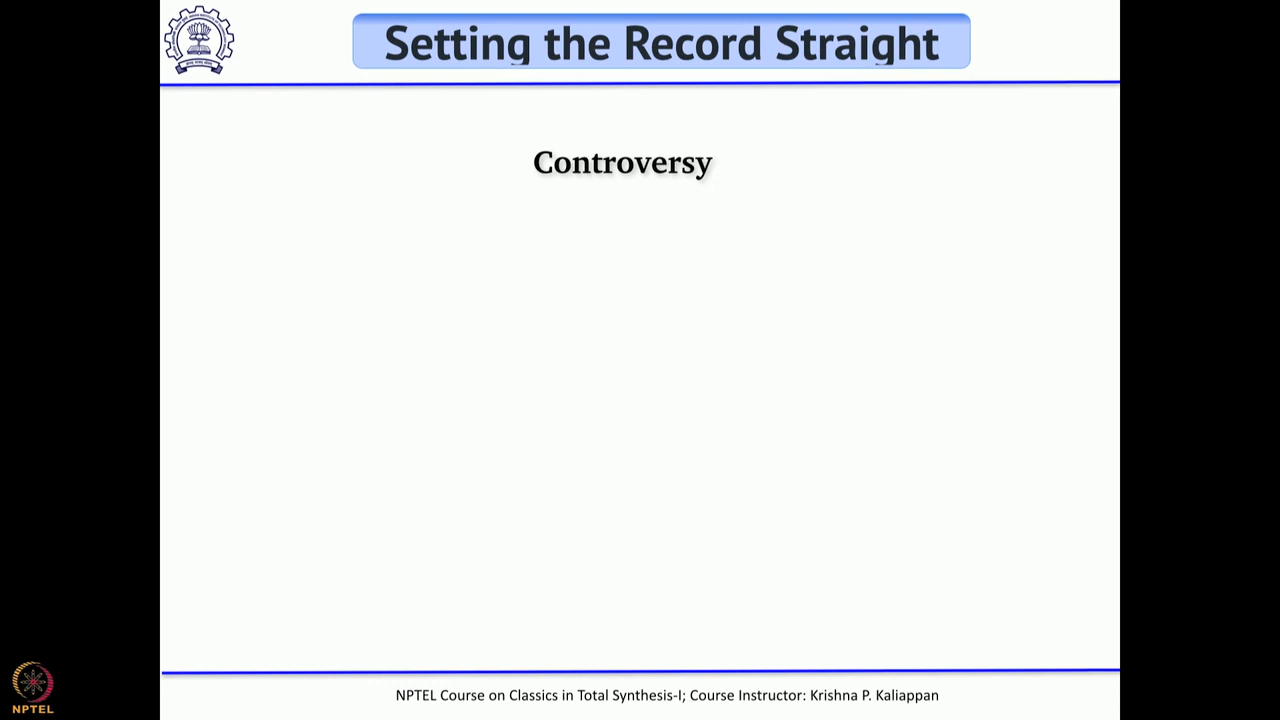 Setting the Record Straight
Controversy
NPTEL Course on Classics in Total Synthesis-I; Course Instructor: Krishna P. Kaliappan
NPTEL